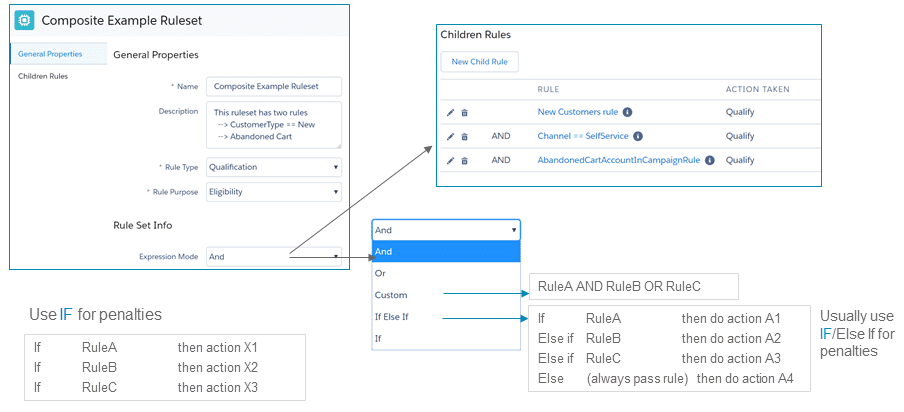 Composite Example Ruleset
General Properties
Children Rules
General Properties
* Name Composite Example Ruleset
Description This ruleset has two rules
--> CustomerType == New
--> Abandoned Cart
* Rule Type Qualification
* Rule Purpose Eligibility
Rule Set Info
Expression Mode And
Children Rules
New Child Rule
RULE ACTION TAKEN
New Customers rule Qualify
AND Channel == SelfService Qualify
AND AbandonedCartAccountInCampaignRule Qualify
And
And
Or
Custom
If Else If
If
RuleA AND RuleB OR RuleC
If RuleA then do action A1
Else if RuleB then do action A2
Else if RuleC then do action A3
Else (always pass rule) then do action A4
Usually use
IF/Else If for
penalties
Use IF for penalties
If RuleA then action X1
If RuleB then action X2
If RuleC then action X3